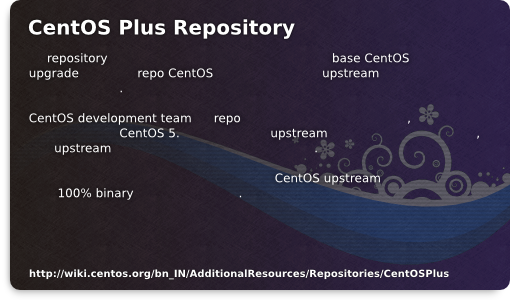 CentOS Plus Repository
repository base CentOS
upgrade repo CentOS upstream
.
CentOS development team repo ,
CentOS 5. upstream ,
upstream .
CentOS upstream
100% binary .
http://wiki.centos.org/bn_IN/AdditionalResources/Repositories/CentOSPlus